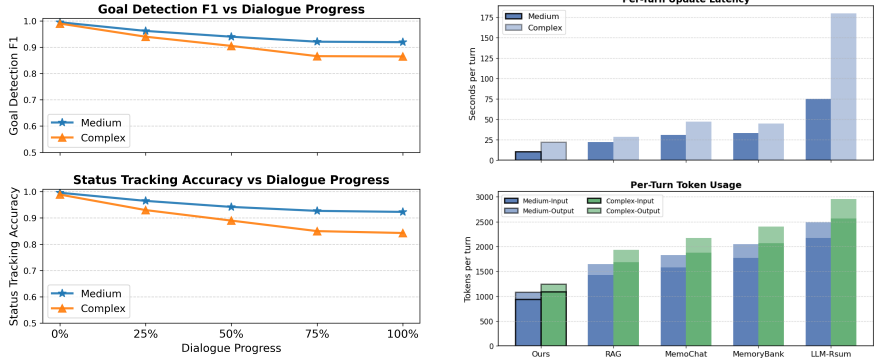 Goal Detection F1 vs Dialogue Progress
Goal Detection F1
1.0
0.9
0.8
0.7
0.6
0.5
Medium
Complex
Status Tracking Accuracy vs Dialogue Progress
Status Tracking Accuracy
1.0
0.9
0.8
0.7
0.6
0.5
Medium
Complex
0% 25% 50% 75% 100%
Dialogue Progress
Per-Turn Update Latency
Seconds per turn
175
150
125
100
75
50
25
0
Medium
Complex
Per-Turn Token Usage
Tokens per turn
3000
2500
2000
1500
1000
500
0
Medium-Input Complex-Input
Medium-Output Complex-Output
Ours RAG MemoChat MemoryBank LLM-Rsum